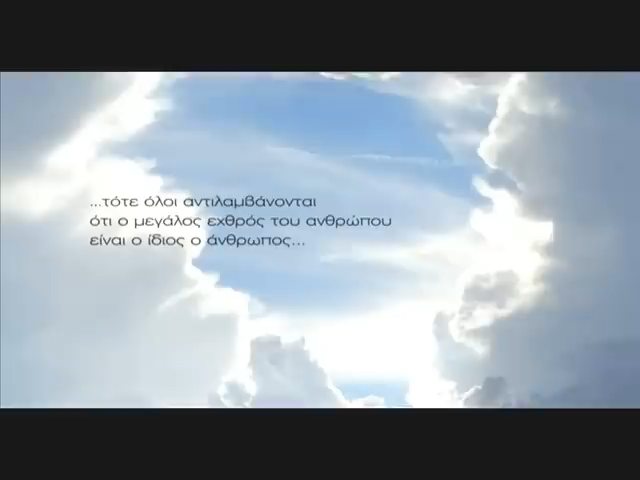 ...τότε όλοι αντιλαμβάνονται
ότι ο μεγάλος εχθρός του ανθρώπου
είναι ο ίδιος ο άνθρωπος...